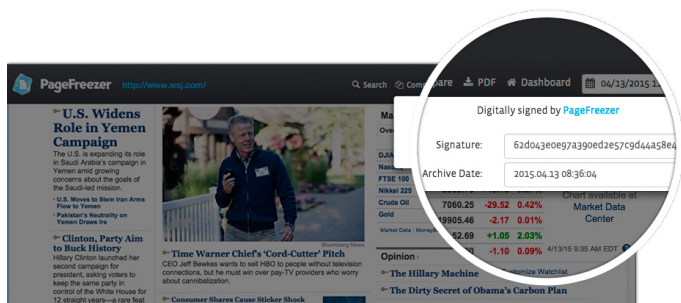 PageFreezer
http://www.wsj.com/
Search
PDF
Dashboard
04/13/2015
Digitally signed by PageFreezer
Signature:
62d043e0e97a390ed2e57c9d44a58e4
Archive Date:
2015.04.13 08:36:04
U.S. Widens
Role in Yemen
Campaign
The U.S. is expanding its role
in Saudi Arabia's campaign in
Yemen amid growing
concerns about the goals of
the Saudi-led mission.
U.S. Moves to Stem Iran Arms
Flow to Yemen
Pakistan's Neutrality on
Yemen Draws Ire
Clinton, Party Aim
to Buck History
Hillary Clinton launched her
second campaign for
president, asking voters to
keep the same party in
control of the White House for
12 straight years—a rare feat
Bloomberg News
Time Warner Chief's 'Cord-Cutter' Pitch
CEO Jeff Bewkes wants to sell HBO to people without television
connections, but he must win over pay-TV providers who worry
about cannibalization.
Consumer Shares Cause Sticker Shock
DJIA
FTSE 100
Nikkei 225
Crude Oil
Gold
7060.25 -29.52 0.42%
19905.46 -2.17 0.01%
52.69 +1.05 2.03%
-1.10 0.09%
Chart available at
Market Data
Center
4/13/15 9:35 AM EDT
Market Data
Customize Watchlist
Opinion
The Hillary Machine
The Dirty Secret of Obama's Carbon Plan